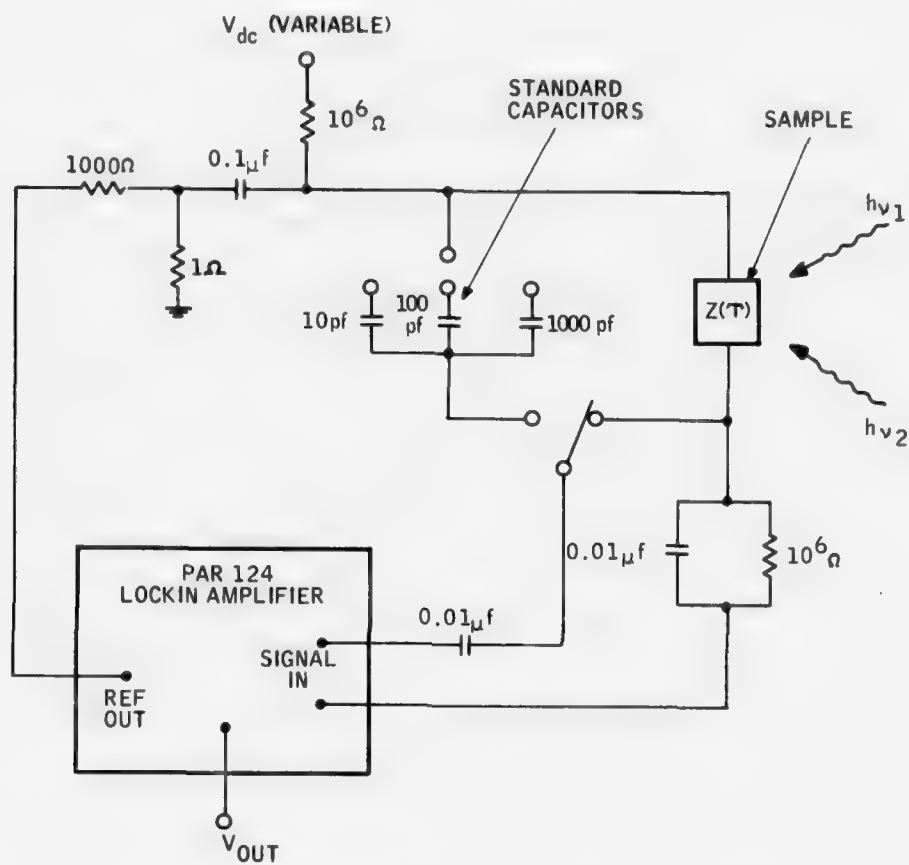 V_dc (VARIABLE)
10^6 Ω
STANDARD
CAPACITORS
SAMPLE
1000Ω
0.1μf
hν1
1Ω
10pf
100
pf
1000 pf
Z(T)
hν2
PAR 124
LOCKIN AMPLIFIER
0.01μf
10^6 Ω
0.01μf
SIGNAL
IN
REF
OUT
V_OUT